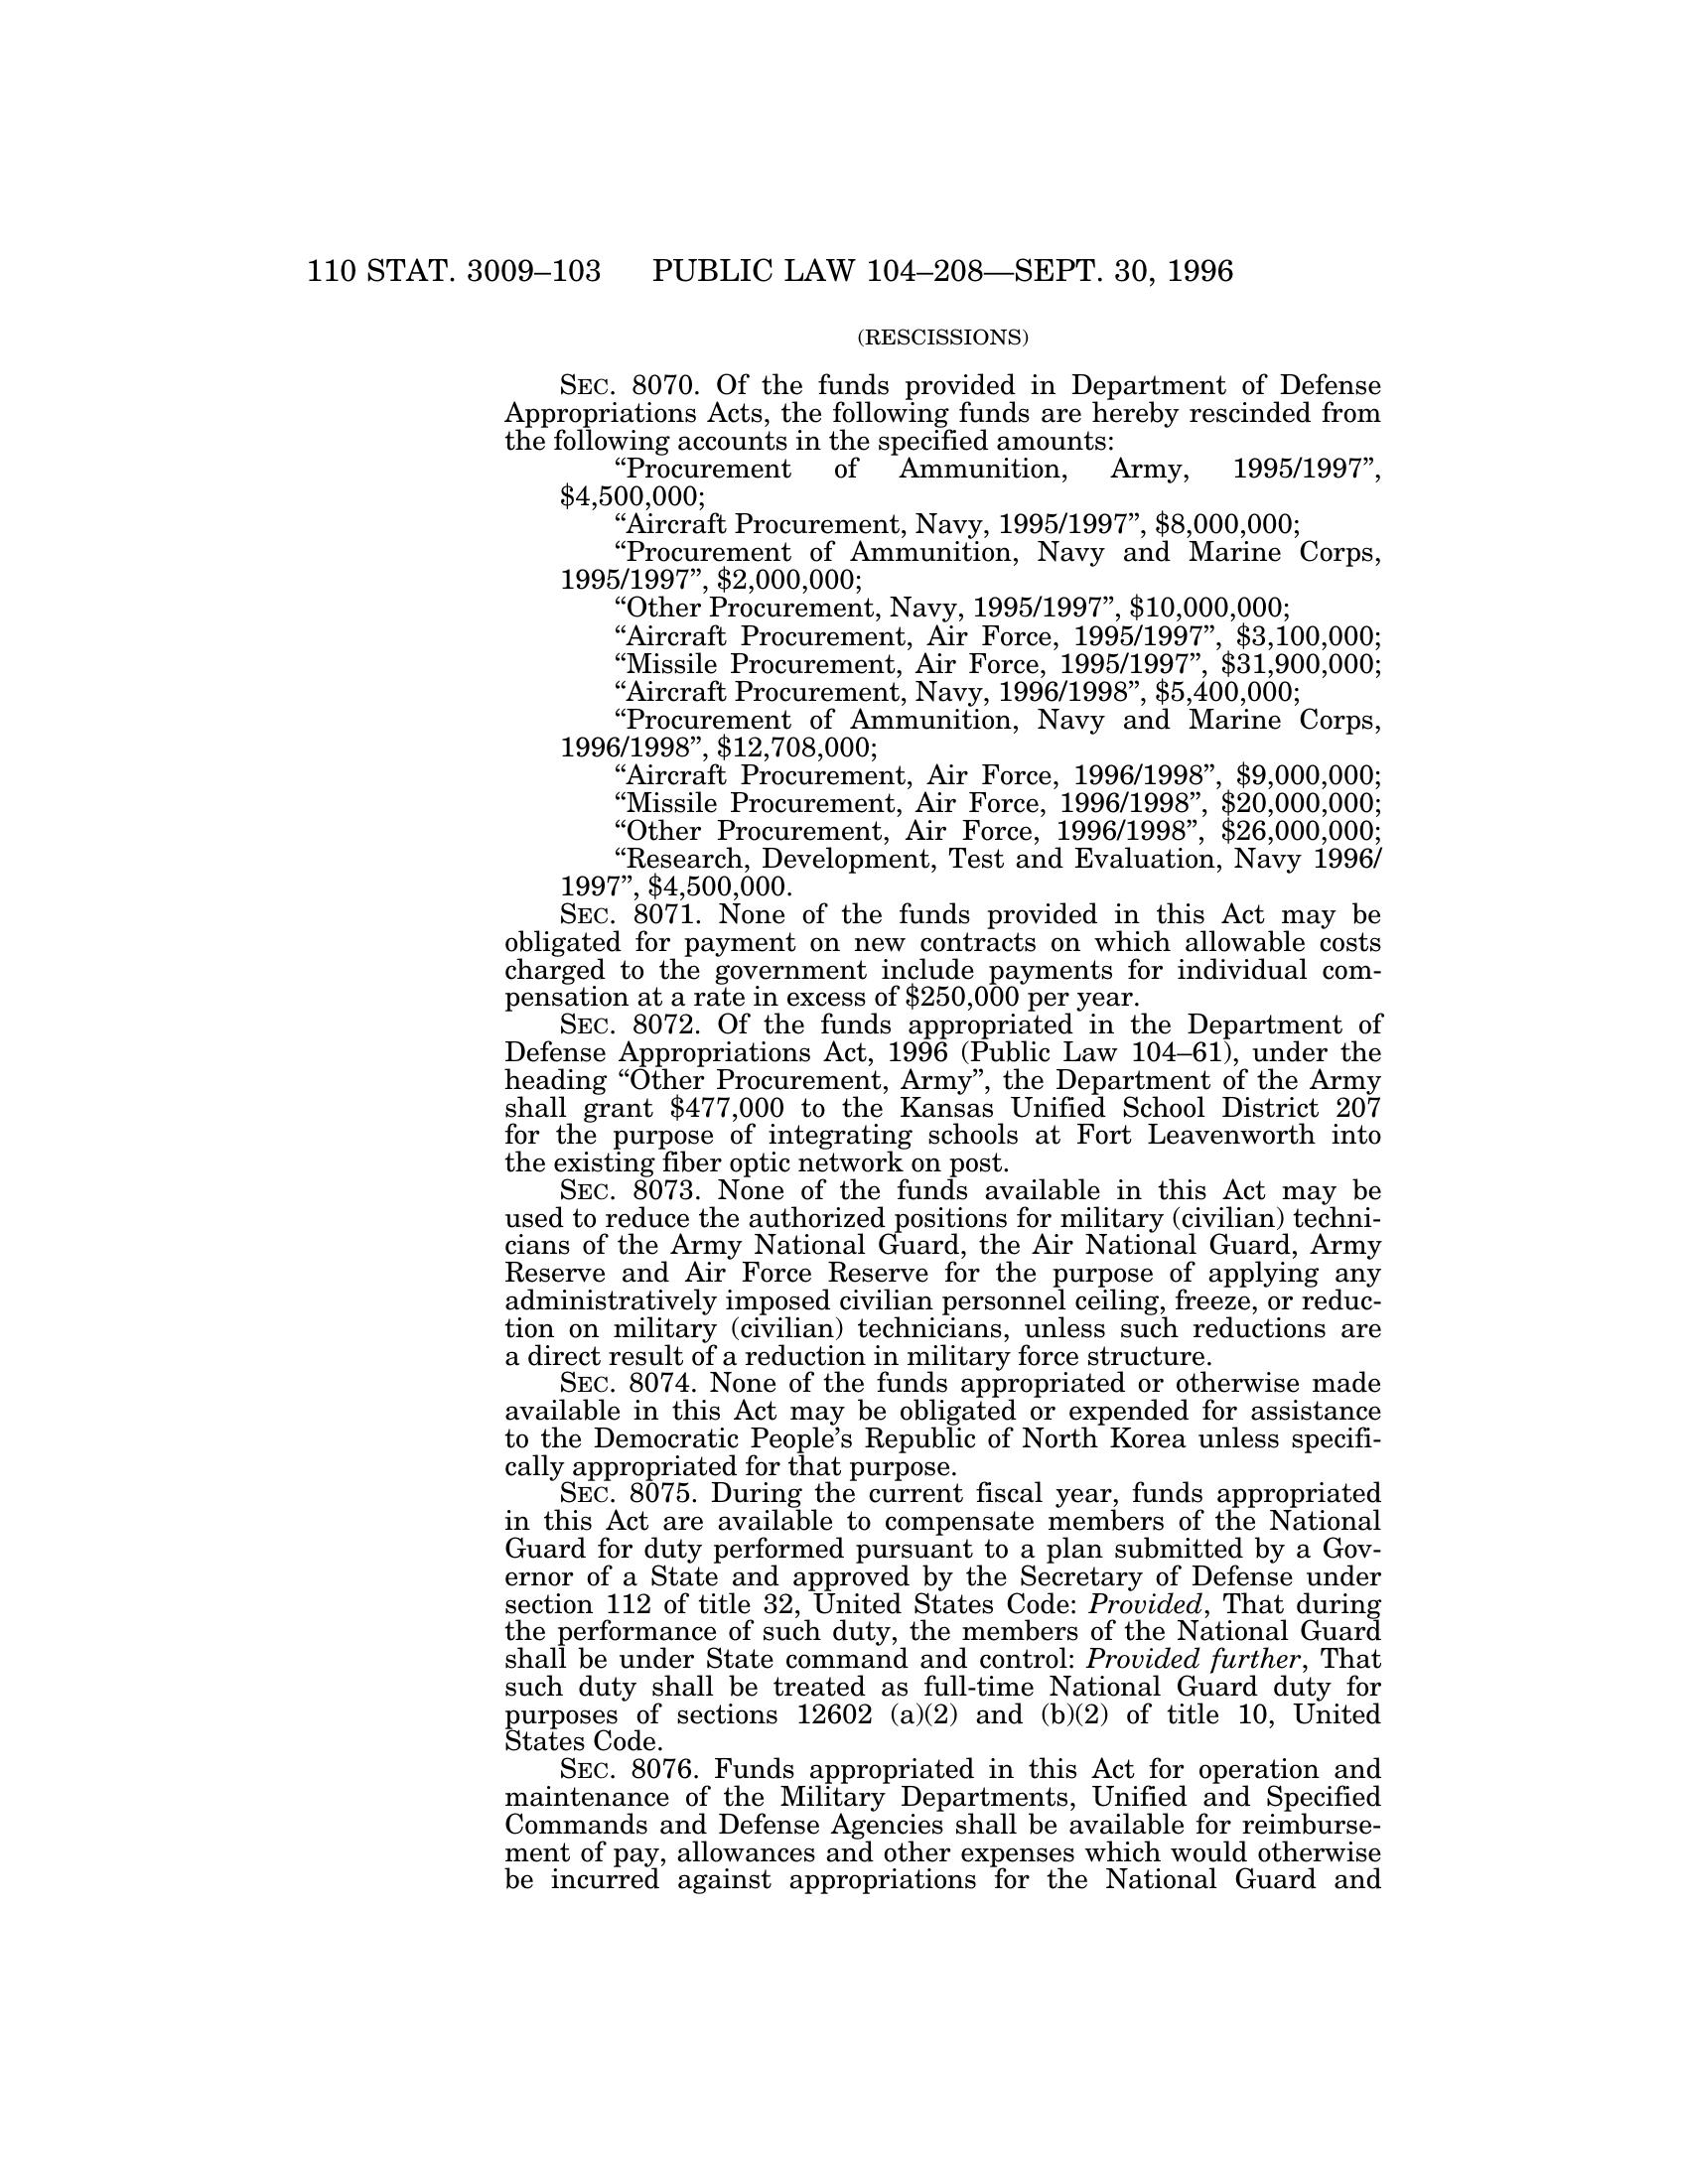 110 STAT. 3009–103 PUBLIC LAW 104–208—SEPT. 30, 1996
(RESCISSIONS)
SEC. 8070. Of the funds provided in Department of Defense
Appropriations Acts, the following funds are hereby rescinded from
the following accounts in the specified amounts:
“Procurement of Ammunition, Army, 1995/1997”,
$4,500,000;
“Aircraft Procurement, Navy, 1995/1997”, $8,000,000;
“Procurement of Ammunition, Navy and Marine Corps,
1995/1997”, $2,000,000;
“Other Procurement, Navy, 1995/1997”, $10,000,000;
“Aircraft Procurement, Air Force, 1995/1997”, $3,100,000;
“Missile Procurement, Air Force, 1995/1997”, $31,900,000;
“Aircraft Procurement, Navy, 1996/1998”, $5,400,000;
“Procurement of Ammunition, Navy and Marine Corps,
1996/1998”, $12,708,000;
“Aircraft Procurement, Air Force, 1996/1998”, $9,000,000;
“Missile Procurement, Air Force, 1996/1998”, $20,000,000;
“Other Procurement, Air Force, 1996/1998”, $26,000,000;
“Research, Development, Test and Evaluation, Navy 1996/
1997”, $4,500,000.
SEC. 8071. None of the funds provided in this Act may be
obligated for payment on new contracts on which allowable costs
charged to the government include payments for individual com-
pensation at a rate in excess of $250,000 per year.
SEC. 8072. Of the funds appropriated in the Department of
Defense Appropriations Act, 1996 (Public Law 104–61), under the
heading “Other Procurement, Army”, the Department of the Army
shall grant $477,000 to the Kansas Unified School District 207
for the purpose of integrating schools at Fort Leavenworth into
the existing fiber optic network on post.
SEC. 8073. None of the funds available in this Act may be
used to reduce the authorized positions for military (civilian) techni-
cians of the Army National Guard, the Air National Guard, Army
Reserve and Air Force Reserve for the purpose of applying any
administratively imposed civilian personnel ceiling, freeze, or reduc-
tion on military (civilian) technicians, unless such reductions are
a direct result of a reduction in military force structure.
SEC. 8074. None of the funds appropriated or otherwise made
available in this Act may be obligated or expended for assistance
to the Democratic People’s Republic of North Korea unless specifi-
cally appropriated for that purpose.
SEC. 8075. During the current fiscal year, funds appropriated
in this Act are available to compensate members of the National
Guard for duty performed pursuant to a plan submitted by a Gov-
ernor of a State and approved by the Secretary of Defense under
section 112 of title 32, United States Code: Provided, That during
the performance of such duty, the members of the National Guard
shall be under State command and control: Provided further, That
such duty shall be treated as full-time National Guard duty for
purposes of sections 12602 (a)(2) and (b)(2) of title 10, United
States Code.
SEC. 8076. Funds appropriated in this Act for operation and
maintenance of the Military Departments, Unified and Specified
Commands and Defense Agencies shall be available for reimburse-
ment of pay, allowances and other expenses which would otherwise
be incurred against appropriations for the National Guard and